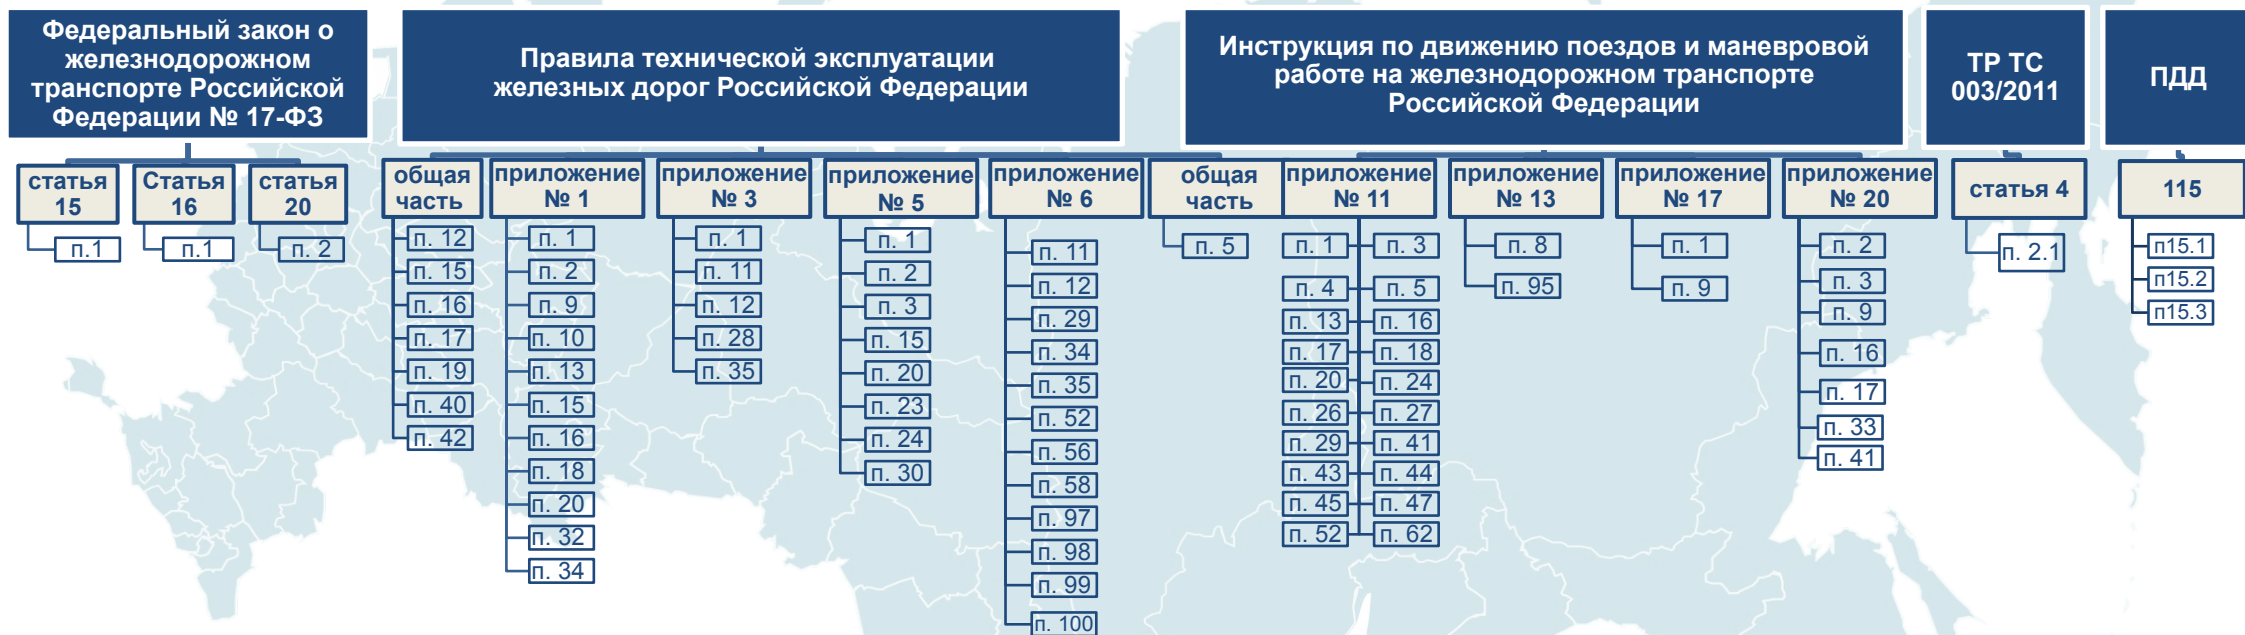 Федеральный закон о
железнодорожном
транспорте Российской
Федерации № 17-ФЗ
статья
15
п.1
Статья
16
п.1
статья
20
п. 2
Правила технической эксплуатации
железных дорог Российской Федерации
общая
часть
п. 12
п. 15
п. 16
п. 17
п. 19
п. 40
п. 42
приложение
№ 1
п. 1
п. 2
п. 9
п. 10
п. 13
п. 15
п. 16
п. 18
п. 20
п. 32
п. 34
приложение
№ 3
п. 1
п. 11
п. 12
п. 28
п. 35
приложение
№ 5
п. 1
п. 2
п. 3
п. 15
п. 20
п. 23
п. 24
п. 30
приложение
№ 6
п. 11
п. 12
п. 29
п. 34
п. 35
п. 52
п. 56
п. 58
п. 97
п. 98
п. 99
п. 100
общая
часть
п. 5
Инструкция по движению поездов и маневровой
работе на железнодорожном транспорте
Российской Федерации
приложение
№ 11
п. 1
п. 3
п. 4
п. 5
п. 13
п. 16
п. 17
п. 18
п. 20
п. 24
п. 26
п. 27
п. 29
п. 41
п. 43
п. 44
п. 45
п. 47
п. 52
п. 62
приложение
№ 13
п. 8
п. 95
приложение
№ 17
п. 1
п. 9
приложение
№ 20
п. 2
п. 3
п. 9
п. 16
п. 17
п. 33
п. 41
ТР ТС
003/2011
статья 4
п. 2.1
ПДД
115
п15.1
п15.2
п15.3